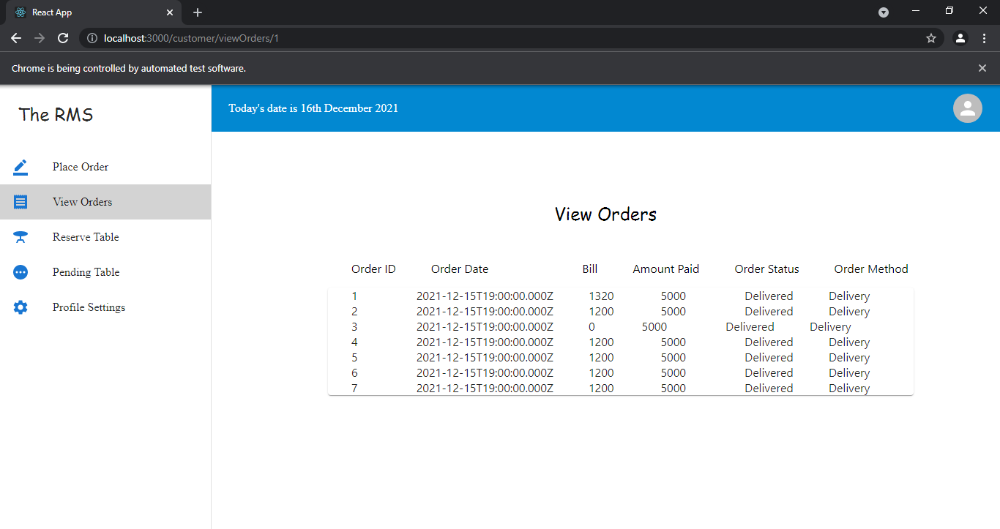 React App
localhost:3000/customer/viewOrders/1
Chrome is being controlled by automated test software.
The RMS
Today's date is 16th December 2021
Place Order
View Orders
Reserve Table
Pending Table
Profile Settings
View Orders
Order ID Order Date Bill Amount Paid Order Status Order Method
1 2021-12-15T19:00:00.000Z 1320 5000 Delivered Delivery
2 2021-12-15T19:00:00.000Z 1200 5000 Delivered Delivery
3 2021-12-15T19:00:00.000Z 0 5000 Delivered Delivery
4 2021-12-15T19:00:00.000Z 1200 5000 Delivered Delivery
5 2021-12-15T19:00:00.000Z 1200 5000 Delivered Delivery
6 2021-12-15T19:00:00.000Z 1200 5000 Delivered Delivery
7 2021-12-15T19:00:00.000Z 1200 5000 Delivered Delivery